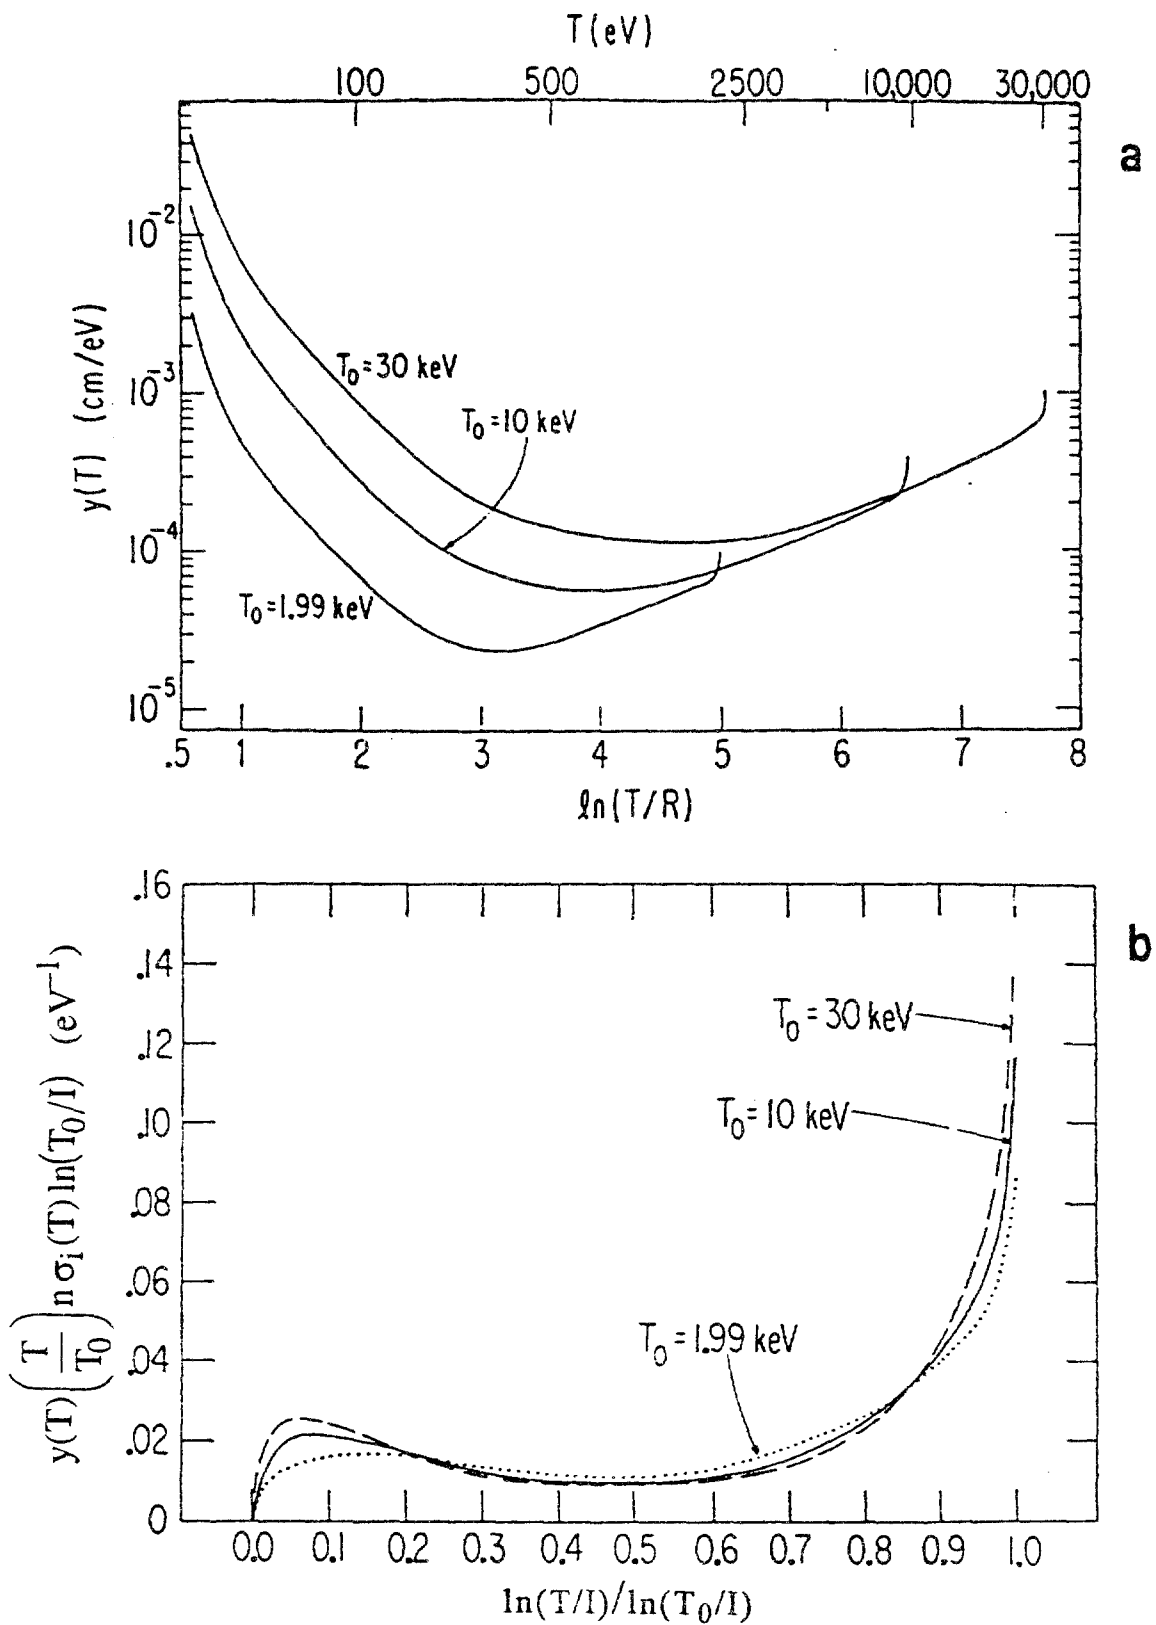 T(eV)
100 500 2500 10,000 30,000
a
10⁻²
10⁻³
10⁻⁴
10⁻⁵
y(T) (cm/eV)
T₀=30 keV
T₀=10 keV
T₀=1.99 keV
.5 1 2 3 4 5 6 7 8
ln(T/R)
b
.16
.14
.12
.10
.08
.06
.04
.02
0
y(T)(T/T₀)nσᵢ(T)ln(T₀/I) (eV⁻¹)
T₀=30 keV
T₀=10 keV
T₀=1.99 keV
0.0 0.1 0.2 0.3 0.4 0.5 0.6 0.7 0.8 0.9 1.0
ln(T/I)/ln(T₀/I)